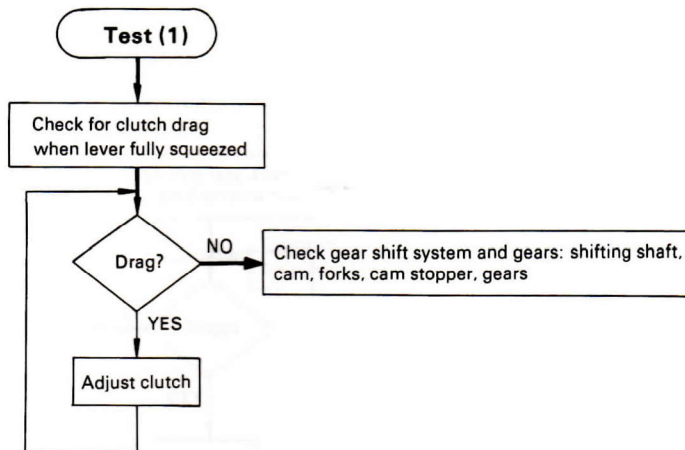 Test (1)
Check for clutch drag
when lever fully squeezed
Drag?
NO
Check gear shift system and gears: shifting shaft,
cam, forks, cam stopper, gears
YES
Adjust clutch